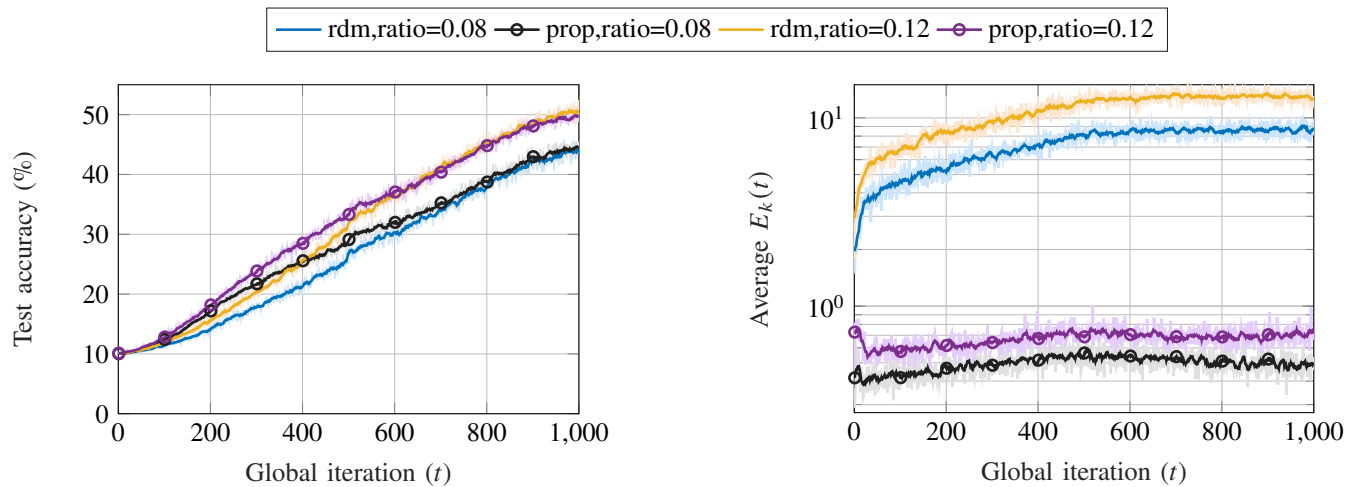 rdm,ratio=0.08 prop,ratio=0.08 rdm,ratio=0.12 prop,ratio=0.12
Test accuracy (%)
50
40
30
20
10
0
0 200 400 600 800 1,000
Global iteration (t)
Average E_k(t)
10^1
10^0
0 200 400 600 800 1,000
Global iteration (t)